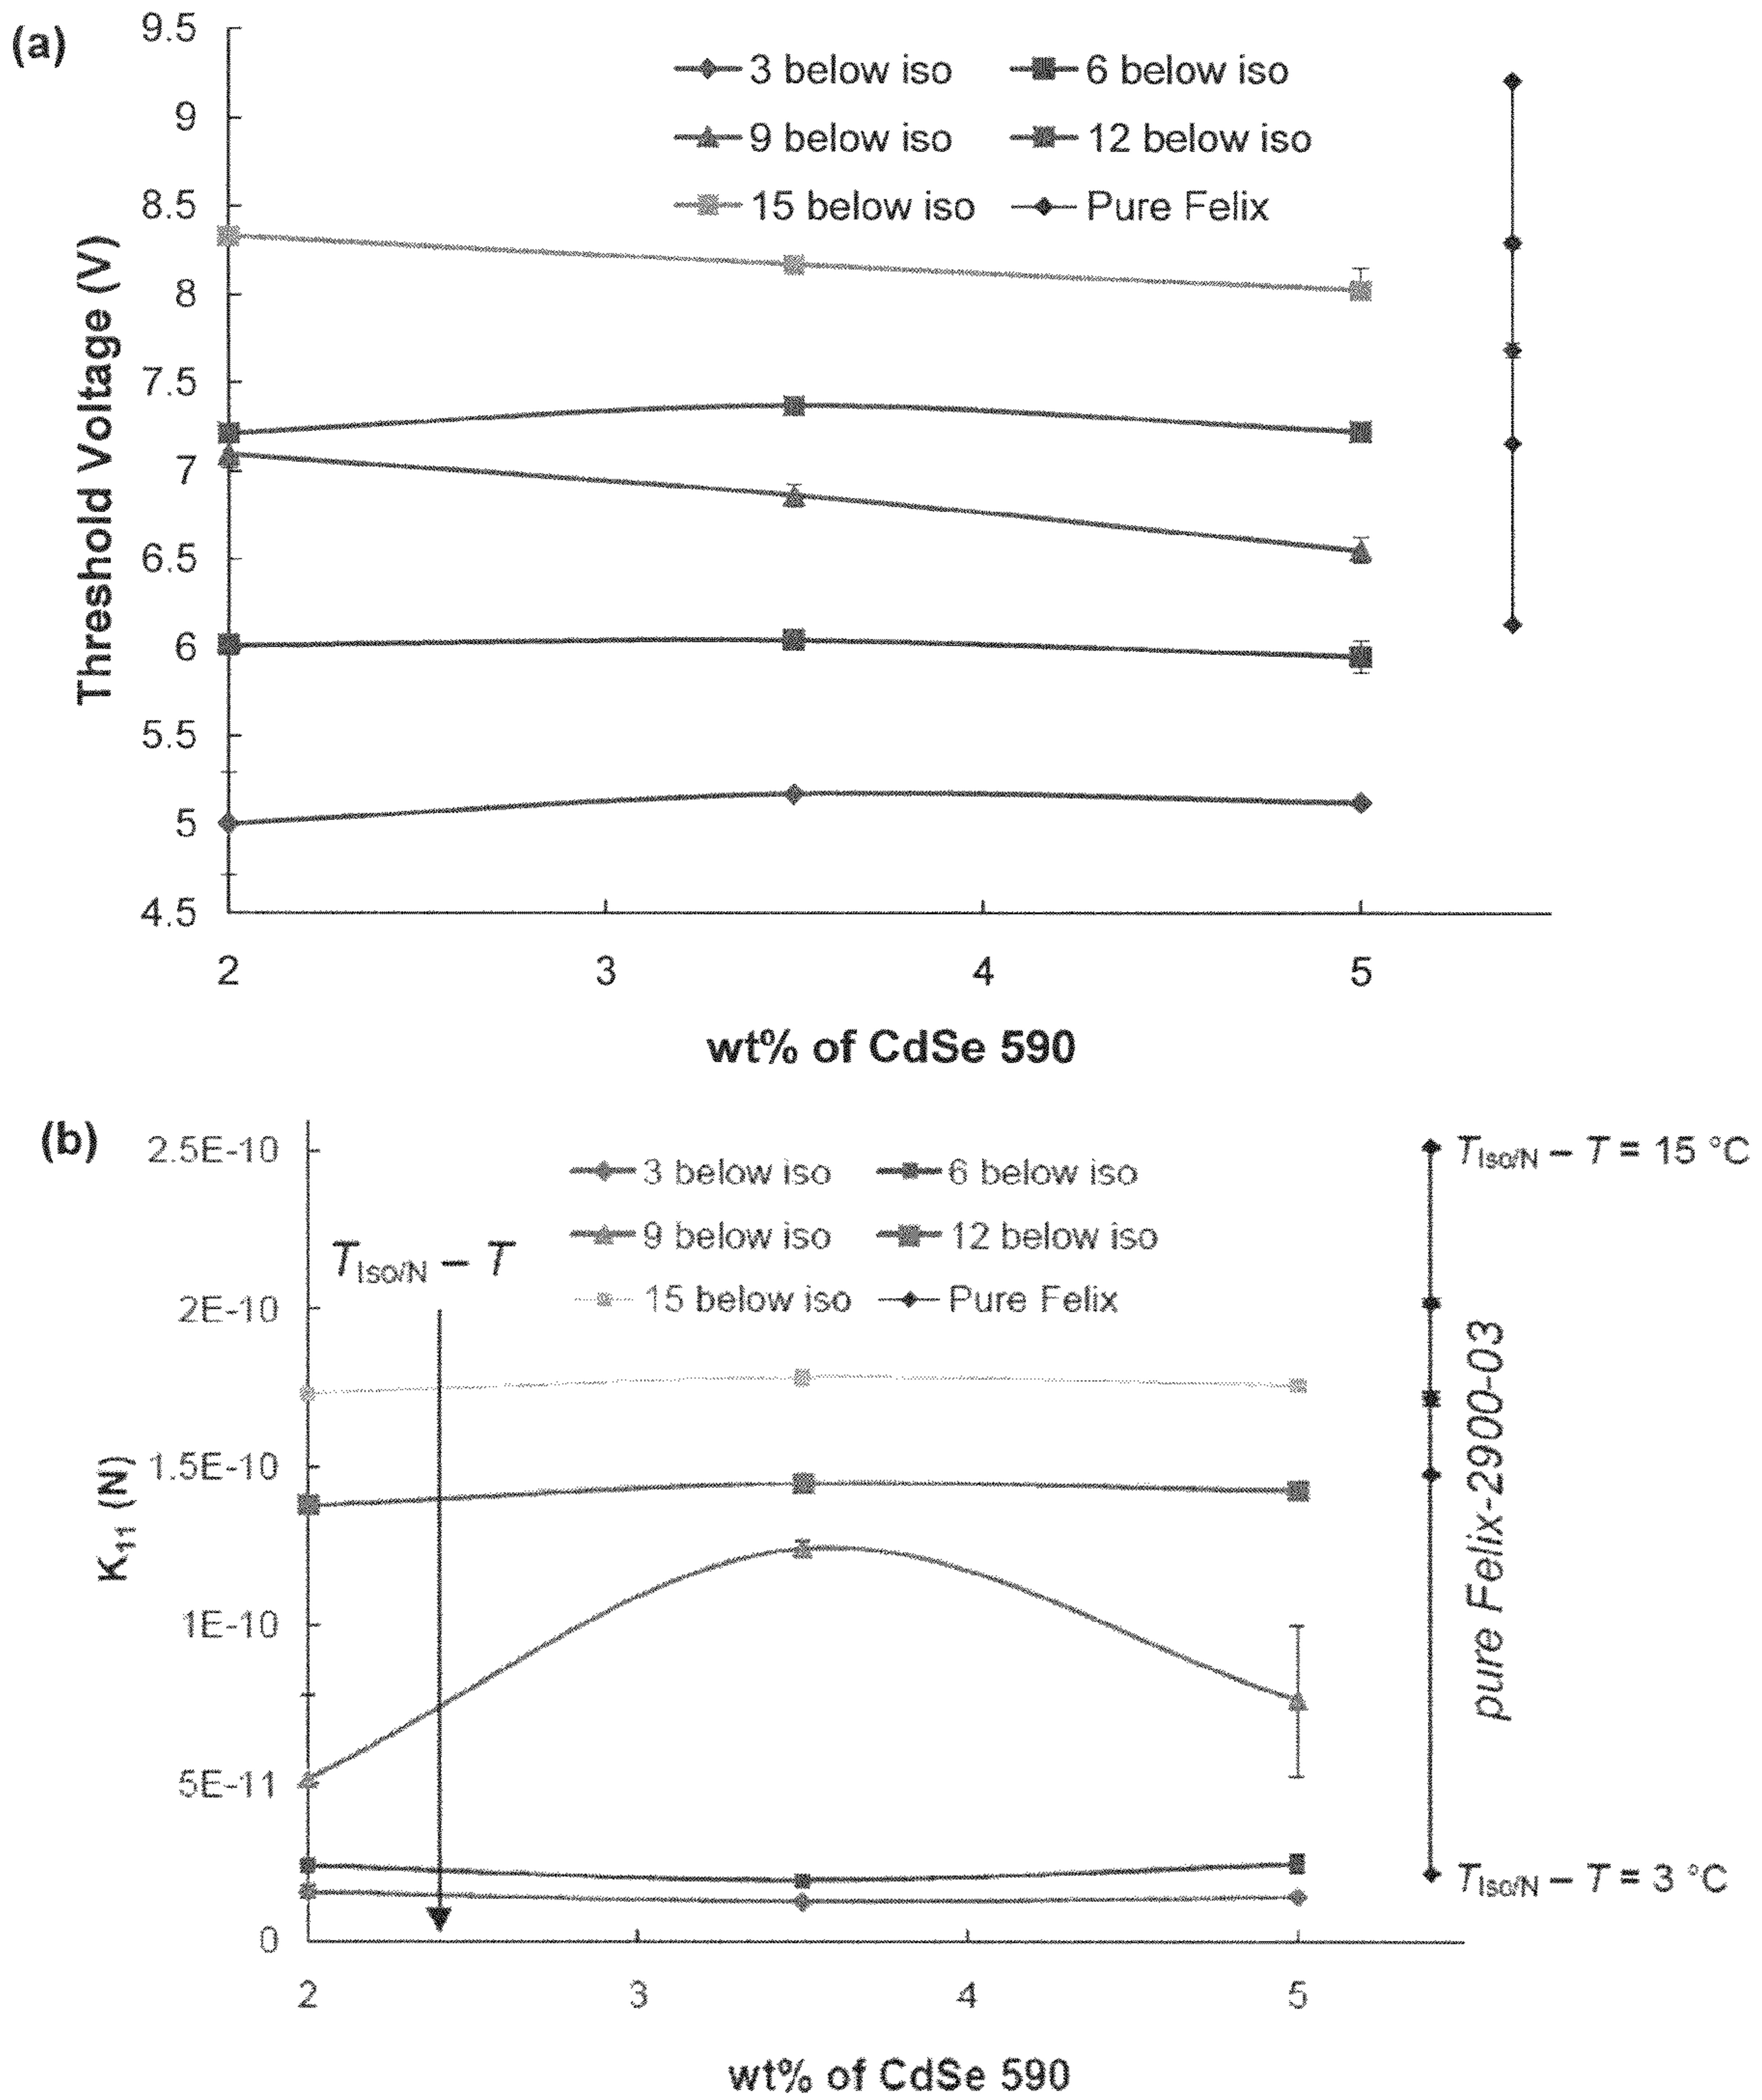 (a)
9.5
9
8.5
8
7.5
7
6.5
6
5.5
5
4.5
Threshold Voltage (V)
3 below iso 6 below iso
9 below iso 12 below iso
15 below iso Pure Felix
2 3 4 5
wt% of CdSe 590
(b)
2.5E-10
2E-10
1.5E-10
1E-10
5E-11
0
K11 (N)
3 below iso 6 below iso
9 below iso 12 below iso
15 below iso Pure Felix
TIso/N – T
TIso/N – T = 15 °C
pure Felix-2900-03
TIso/N – T = 3 °C
2 3 4 5
wt% of CdSe 590